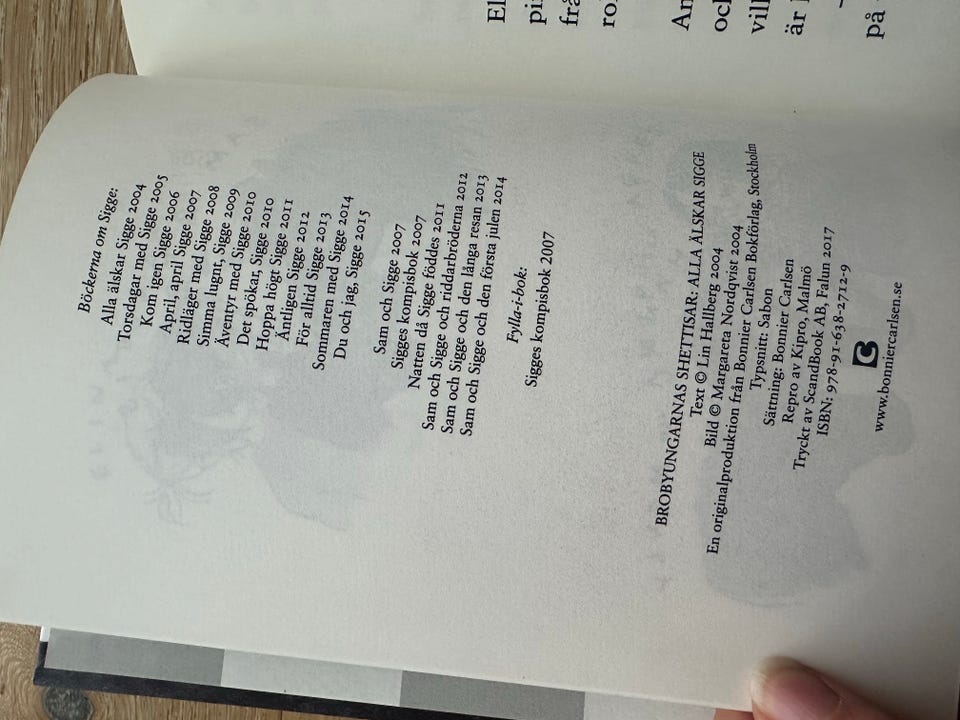 Böckerna om Sigge:
Alla älskar Sigge 2004
Torsdagar med Sigge 2005
Kom igen Sigge 2006
April, april Sigge 2007
Ridläger med Sigge 2008
Simma lugnt, Sigge 2009
Äventyr med Sigge 2010
Det spökar, Sigge 2010
Hoppa högt Sigge 2011
Äntligen Sigge 2012
För alltid Sigge 2013
Sommaren med Sigge 2014
Du och jag, Sigge 2015
Sam och Sigge 2007
Sigges kompisbok 2007
Natten då Sigge föddes 2011
Sam och Sigge och riddarbröderna 2012
Sam och Sigge och den långa resan 2013
Sam och Sigge och den första julen 2014
Fylla-i-bok:
Sigges kompisbok 2007
BROBYUNGARNAS SHETTISAR: ALLA ÄLSKAR SIGGE
Text © Lin Hallberg 2004
Bild © Margareta Nordqvist 2004
En originalproduktion från Bonnier Carlsen Bokförlag, Stockholm
Typsnitt: Sabon
Sättning: Bonnier Carlsen
Repro av Kipro, Malmö
Tryckt av ScandBook AB, Falun 2017
ISBN: 978-91-638-2712-9
www.bonniercarlsen.se
vill
är
på